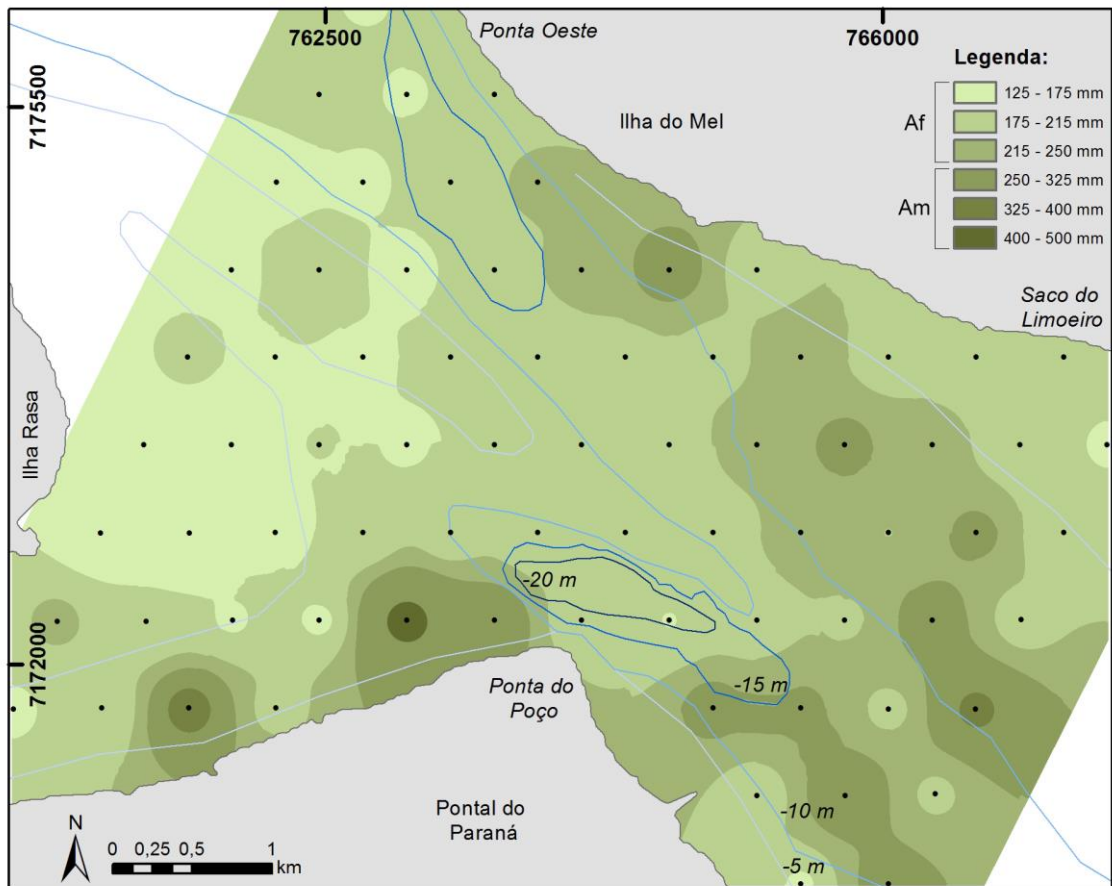 762500
Ponta Oeste
766000
Legenda:
125 - 175 mm
175 - 215 mm
215 - 250 mm
250 - 325 mm
325 - 400 mm
400 - 500 mm
Af
Am
7175500
Ilha do Mel
Saco do
Limoeiro
Ilha Rasa
-20 m
7172000
Ponta do
Poço
-15 m
Pontal do
Paraná
-10 m
-5 m
N
0 0,25 0,5 1
km